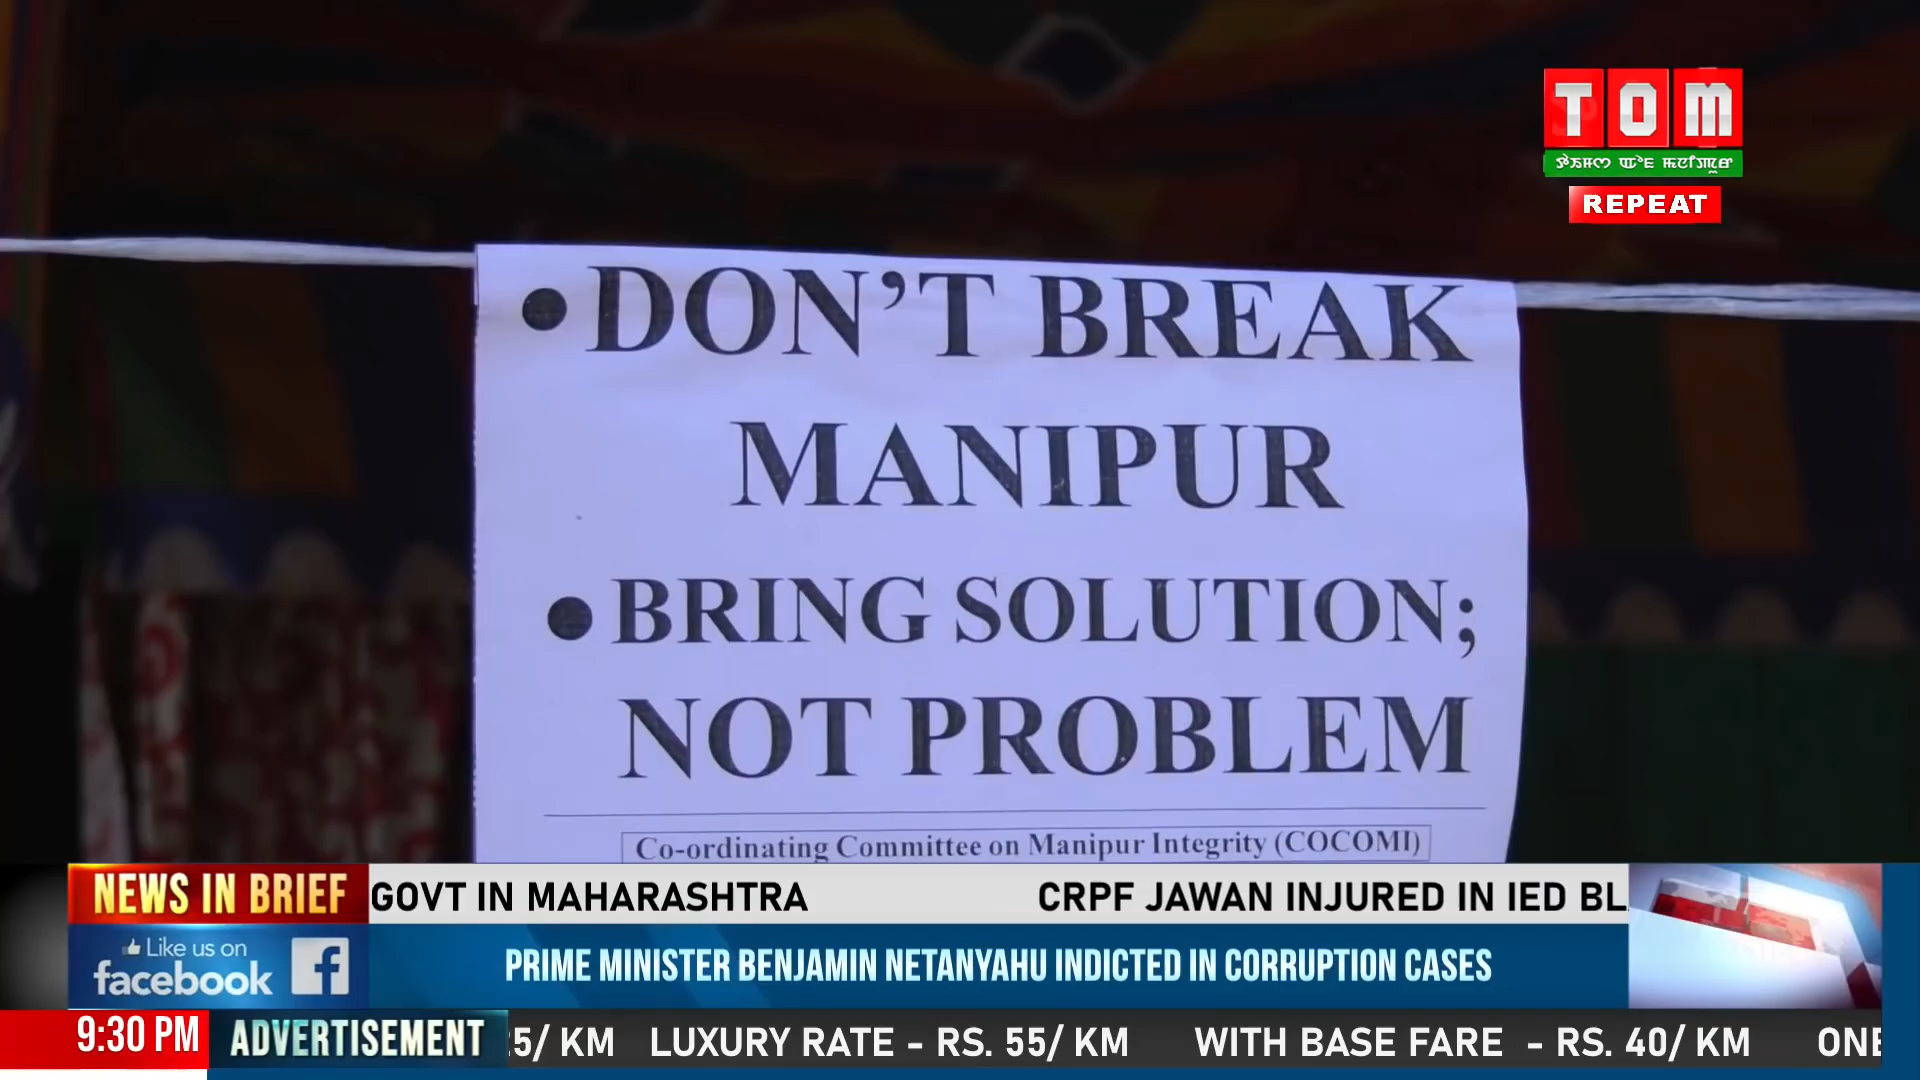 TOM
REPEAT
•DON'T BREAK
MANIPUR
•BRING SOLUTION;
NOT PROBLEM
Co-ordinating Committee on Manipur Integrity (COCOMI)
NEWS IN BRIEF
GOVT IN MAHARASHTRA CRPF JAWAN INJURED IN IED BL
Like us on
facebook
PRIME MINISTER BENJAMIN NETANYAHU INDICTED IN CORRUPTION CASES
9:30 PM
ADVERTISEMENT
5/ KM LUXURY RATE - RS. 55/ KM WITH BASE FARE - RS. 40/ KM ONE